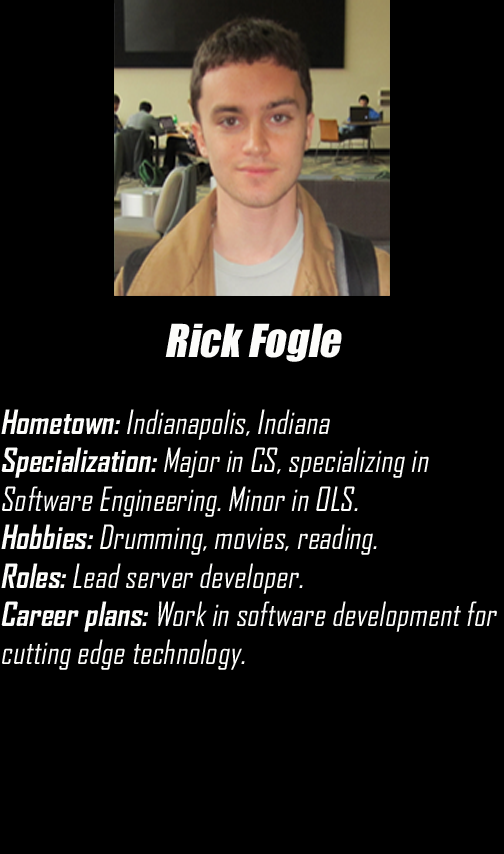 Rick Fogle
Hometown: Indianapolis, Indiana
Specialization: Major in CS, specializing in
Software Engineering. Minor in OLS.
Hobbies: Drumming, movies, reading.
Roles: Lead server developer.
Career plans: Work in software development for
cutting edge technology.